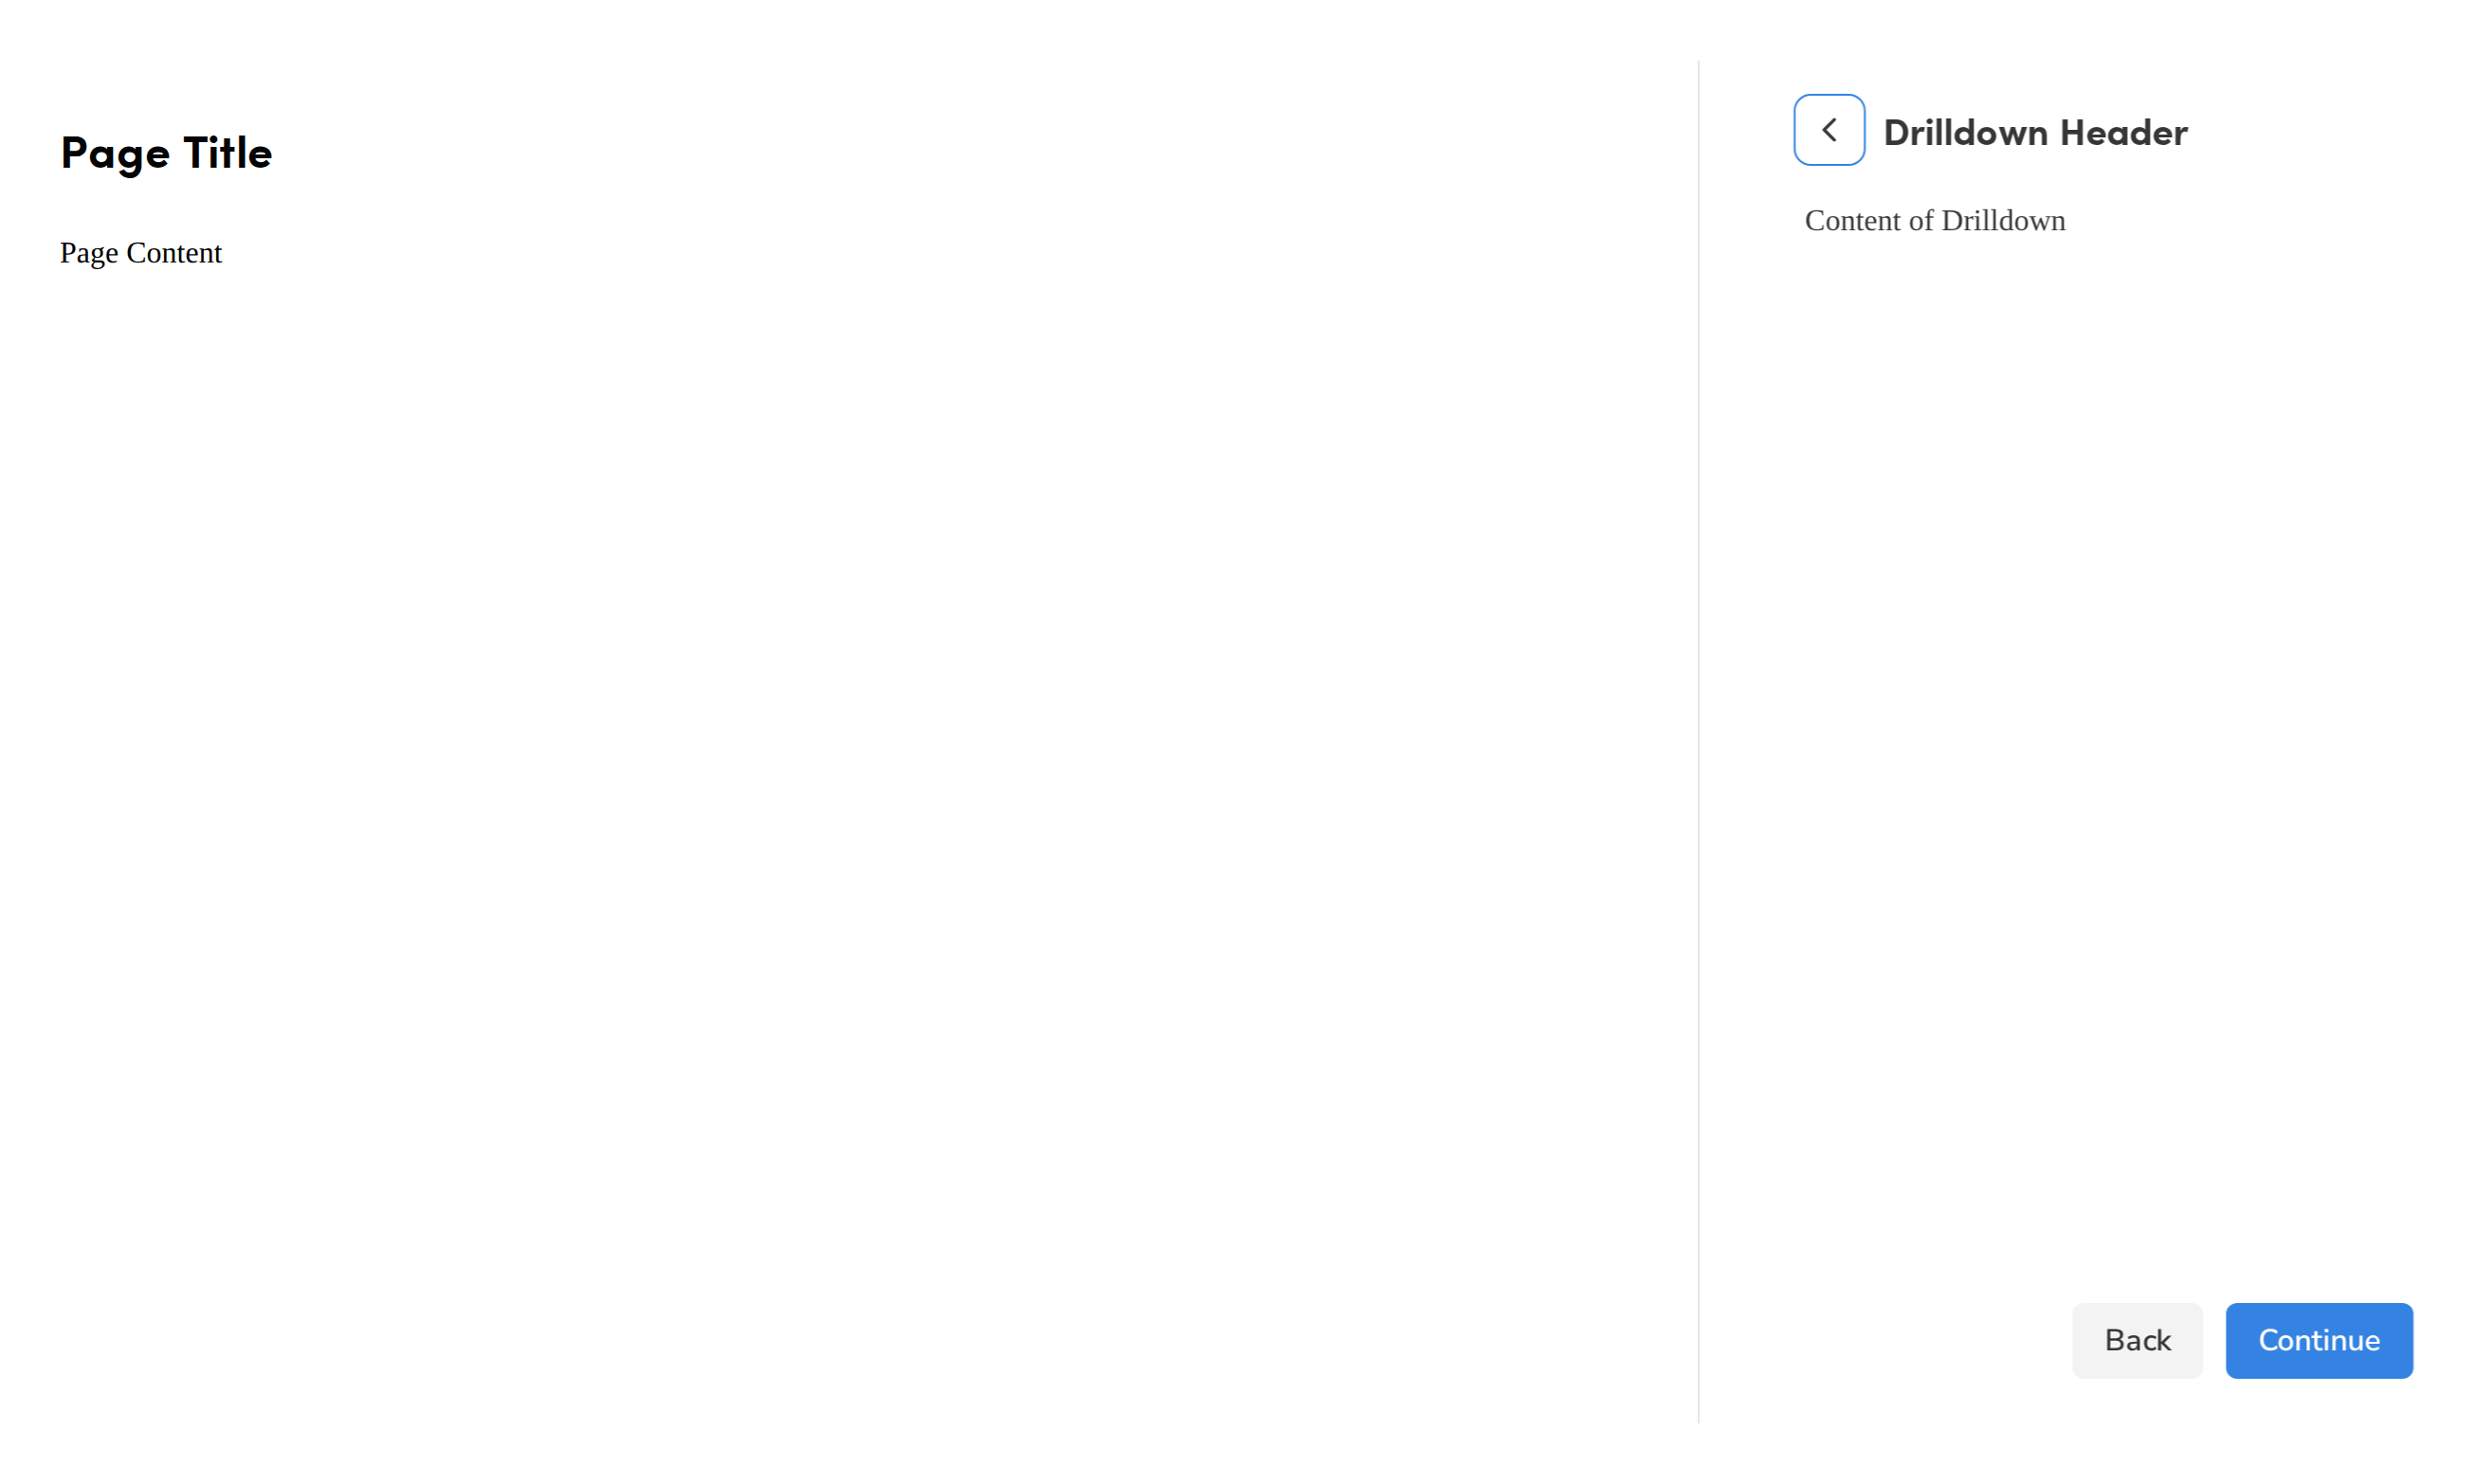 Page Title
Page Content
Drilldown Header
Content of Drilldown
Back
Continue